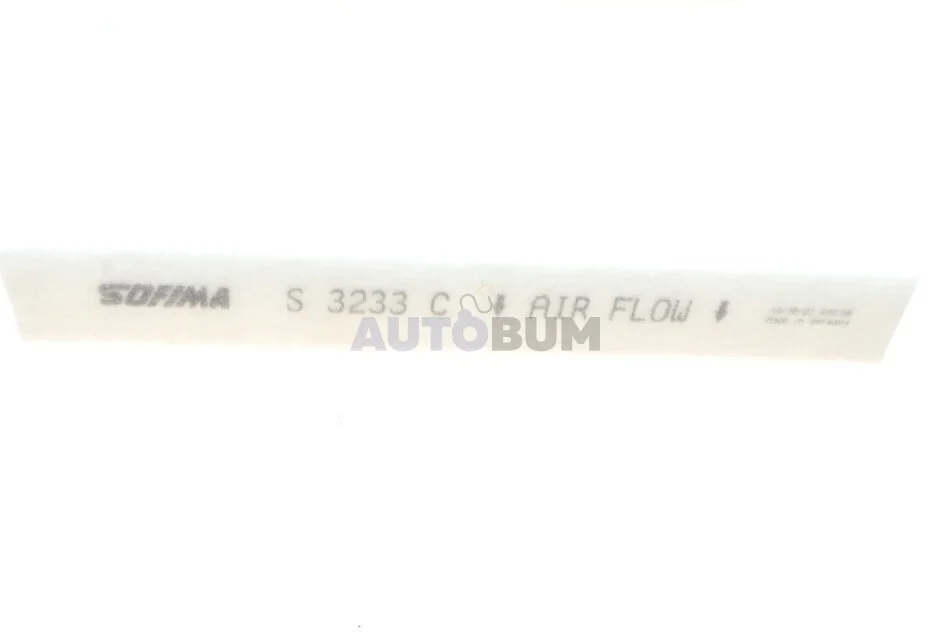 SOFIMA S 3233 C ⬇ AIR FLOW ⬇
AUTOBUM